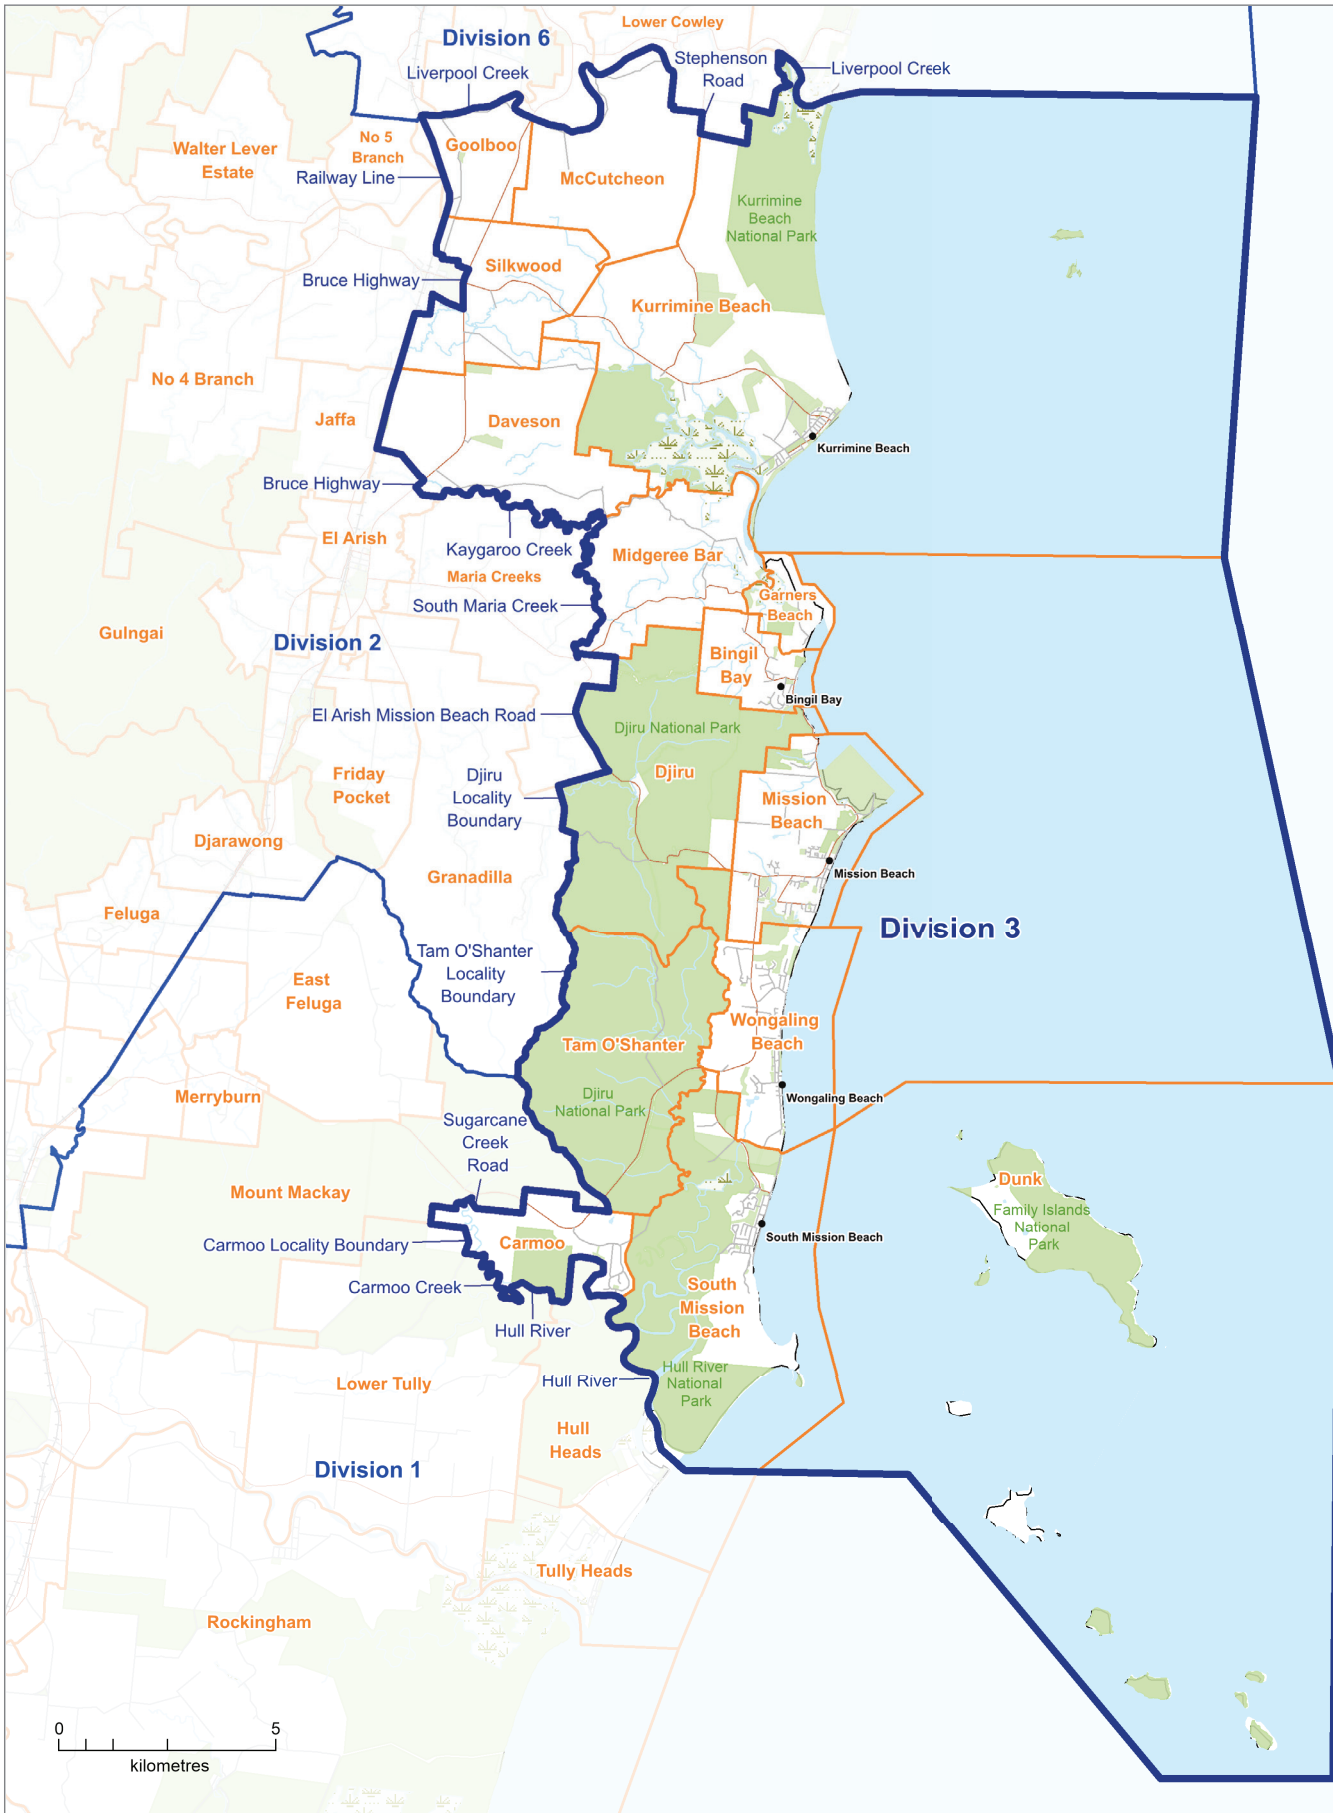 Lower Cowley
Division 6
Stephenson
Road
Liverpool Creek
Liverpool Creek
No 5
Branch
Goolboo
Walter Lever
Estate
Railway Line
McCutcheon
Kurrimine
Beach
National Park
Silkwood
Bruce Highway
Kurrimine Beach
No 4 Branch
Jaffa
Daveson
Kurrimine Beach
Bruce Highway
El Arish
Kaygaroo Creek
Midgeree Bar
Maria Creeks
South Maria Creek
Garners
Beach
Gulngai
Division 2
Bingil
Bay
Bingil Bay
El Arish Mission Beach Road
Djiru National Park
Djiru
Friday
Pocket
Djiru
Locality
Boundary
Mission
Beach
Djarawong
Mission Beach
Granadilla
Feluga
Division 3
Tam O'Shanter
Locality
Boundary
East
Feluga
Wongaling
Beach
Tam O'Shanter
Merryburn
Djiru
National Park
Wongaling Beach
Sugarcane
Creek
Road
Mount Mackay
Dunk
Family Islands
National
Park
Carmoo Locality Boundary
Carmoo
South Mission Beach
Carmoo Creek
South
Mission
Beach
Hull River
Lower Tully
Hull River
Hull River
National
Park
Hull
Heads
Division 1
Tully Heads
Rockingham
0 5
kilometres